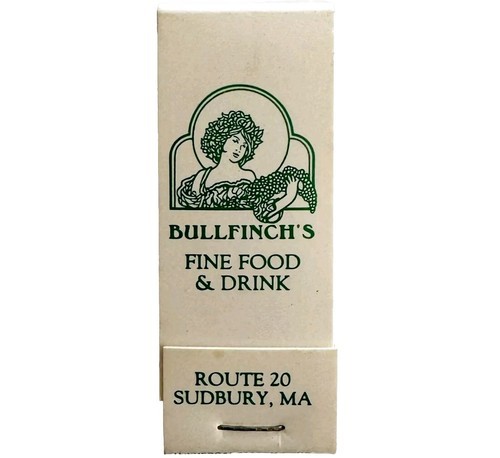 BULLFINCH'S
FINE FOOD
& DRINK
ROUTE 20
SUDBURY, MA